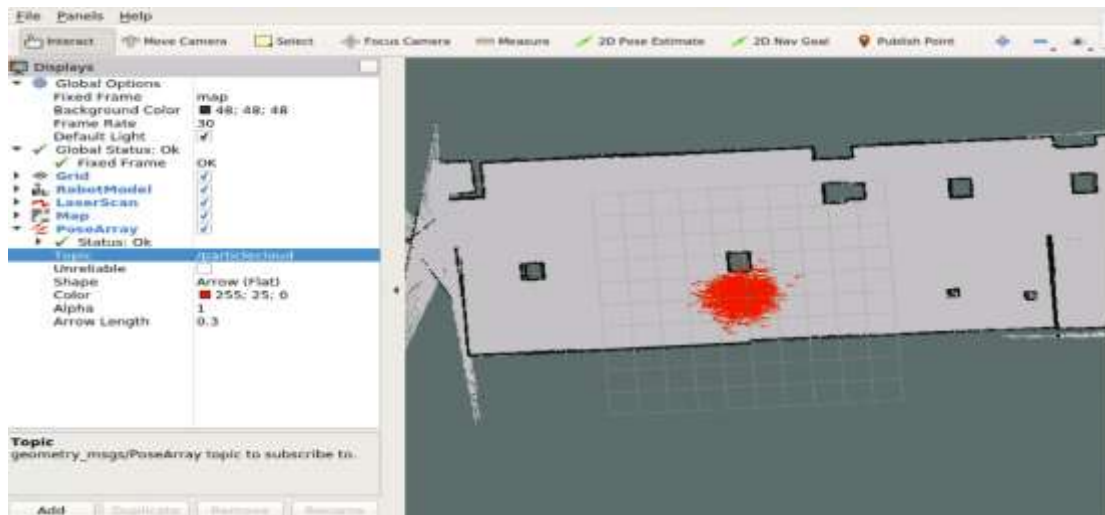 File Panels Help
Interact Move Camera Select Focus Camera Measure 2D Pose Estimate 2D Nav Goal Publish Point
Displays
Global Options
Fixed Frame map
Background Color 48; 48; 48
Frame Rate 30
Default Light
Global Status: Ok
Fixed Frame OK
Grid
RobotModel
LaserScan
Map
PoseArray
Status: Ok
Topic /particlecloud
Unreliable
Shape Arrow (Flat)
Color 255; 25; 0
Alpha 1
Arrow Length 0.3
Topic
geometry_msgs/PoseArray topic to subscribe to.
Add Duplicate Remove Rename